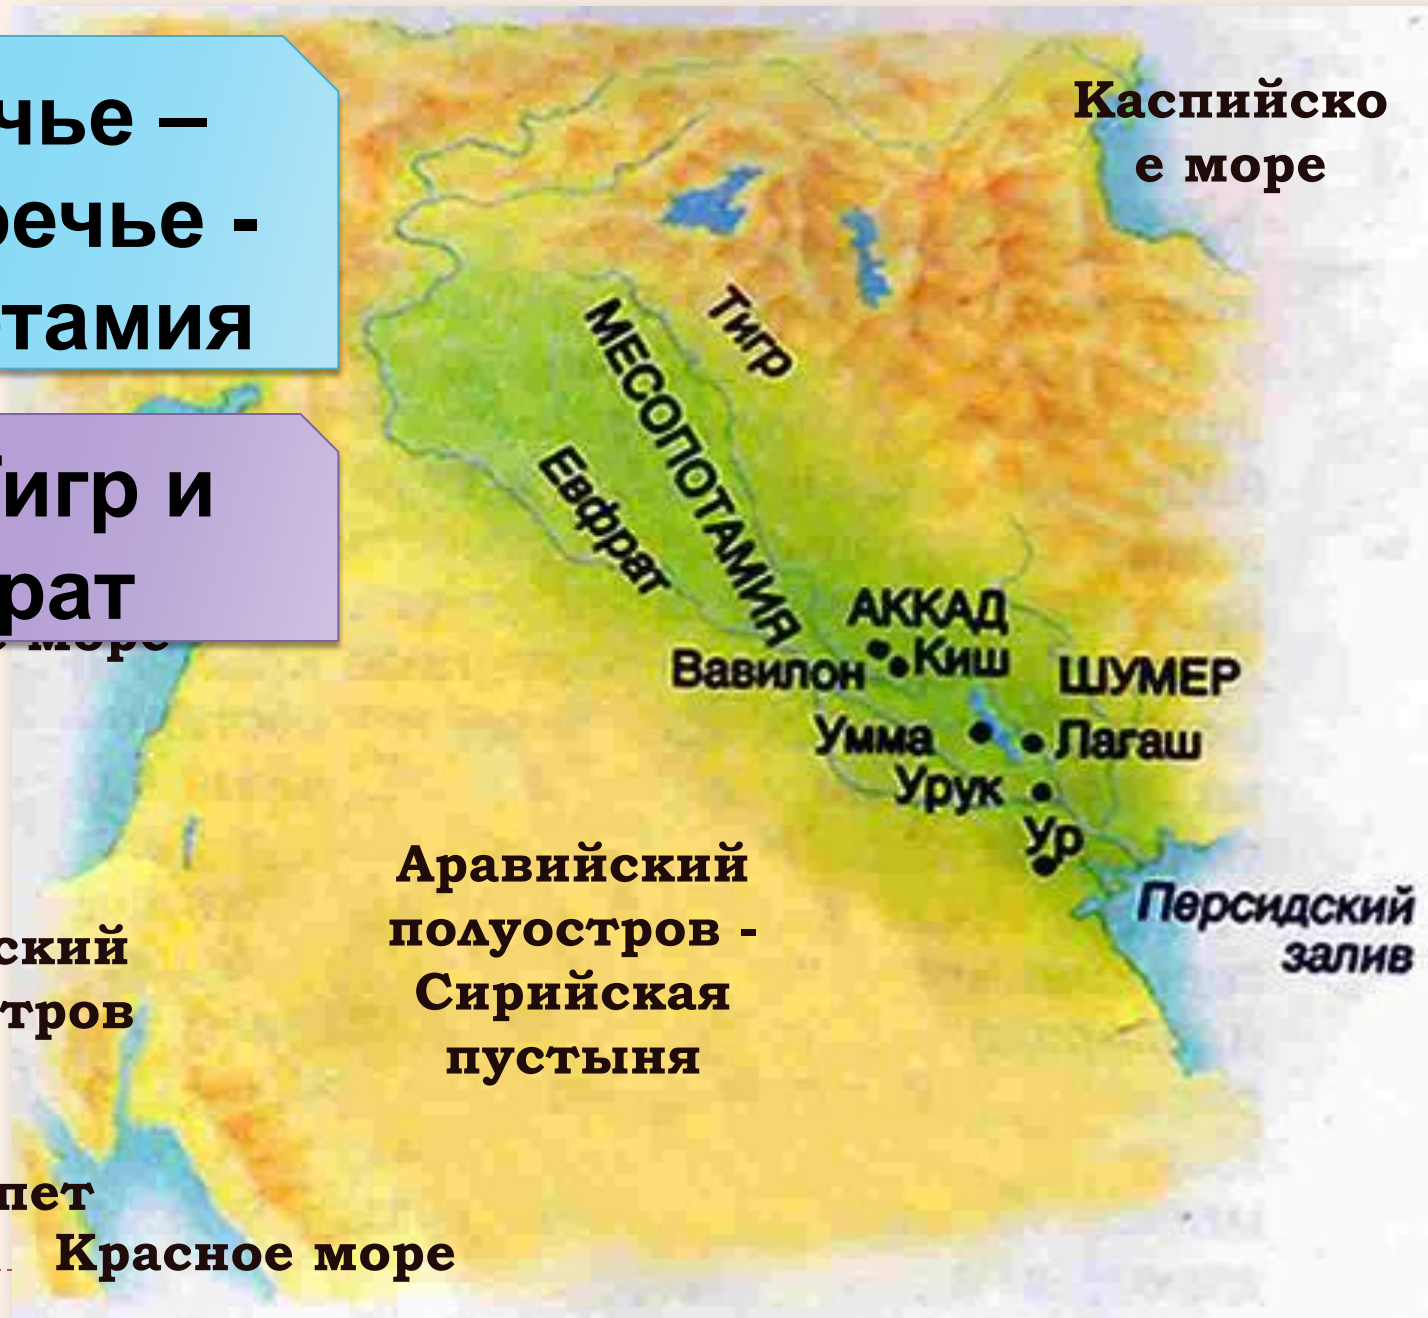 чье –
речье -
тамия
игр и
рат
море
Каспийско
е море
Тигр
МЕСОПОТАМИЯ
Евфрат
АККАД
Киш
Вавилон
ШУМЕР
Умма
Лагаш
Урук
Ур
Персидский
залив
Аравийский
полуостров -
Сирийская
пустыня
ский
тров
пет
Красное море